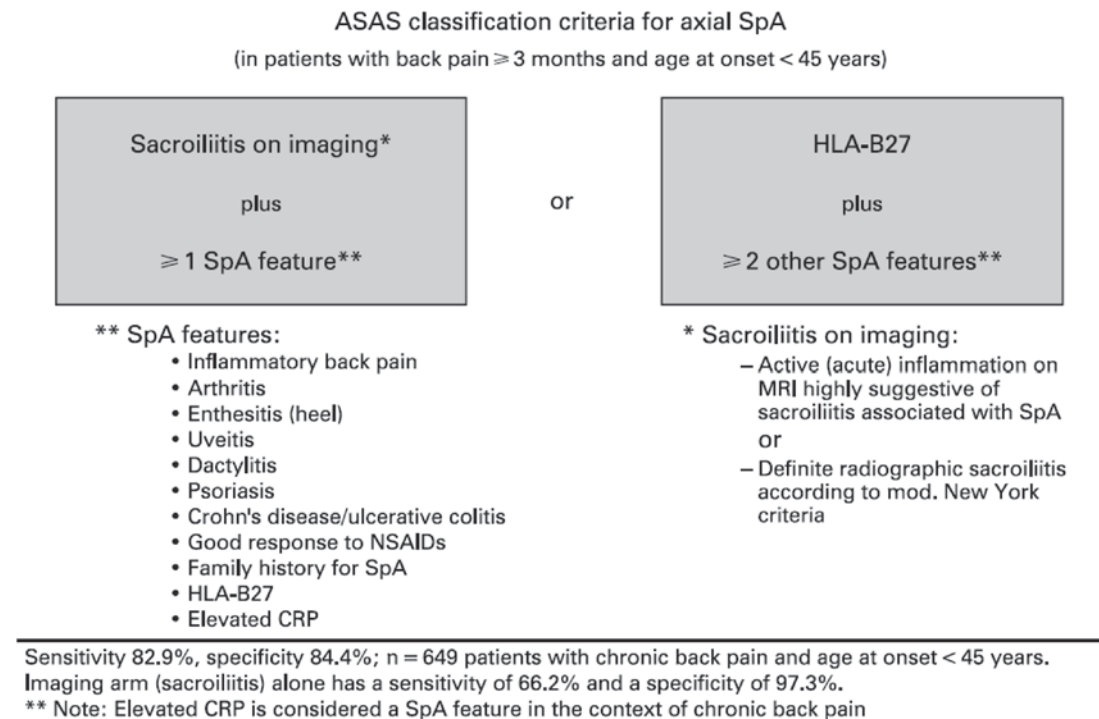 ASAS classification criteria for axial SpA
(in patients with back pain ⩾ 3 months and age at onset < 45 years)
Sacroiliitis on imaging*
plus
⩾ 1 SpA feature**
or
HLA-B27
plus
⩾ 2 other SpA features**
** SpA features:
• Inflammatory back pain
• Arthritis
• Enthesitis (heel)
• Uveitis
• Dactylitis
• Psoriasis
• Crohn's disease/ulcerative colitis
• Good response to NSAIDs
• Family history for SpA
• HLA-B27
• Elevated CRP
* Sacroiliitis on imaging:
– Active (acute) inflammation on
MRI highly suggestive of
sacroiliitis associated with SpA
or
– Definite radiographic sacroiliitis
according to mod. New York
criteria
Sensitivity 82.9%, specificity 84.4%; n = 649 patients with chronic back pain and age at onset < 45 years.
Imaging arm (sacroiliitis) alone has a sensitivity of 66.2% and a specificity of 97.3%.
** Note: Elevated CRP is considered a SpA feature in the context of chronic back pain